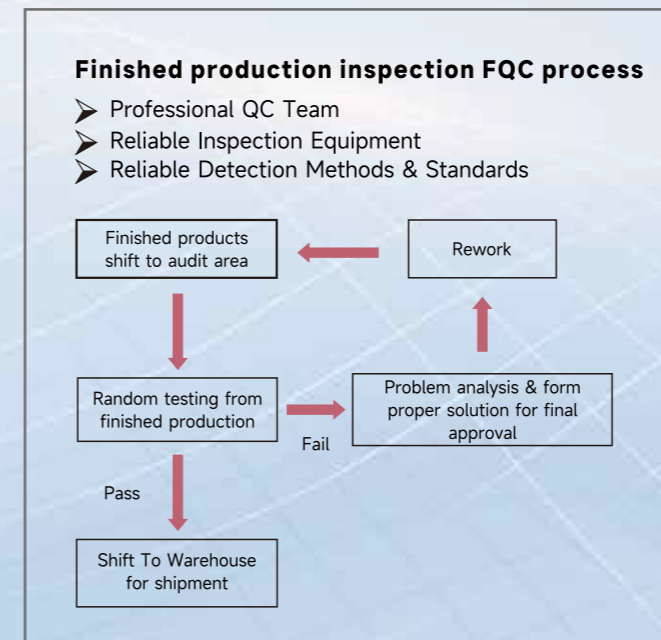 Finished production inspection FQC process
Professional QC Team
Reliable Inspection Equipment
Reliable Detection Methods & Standards
Finished products
shift to audit area
Rework
Random testing from
finished production
Fail
Problem analysis & form
proper solution for final
approval
Pass
Shift To Warehouse
for shipment